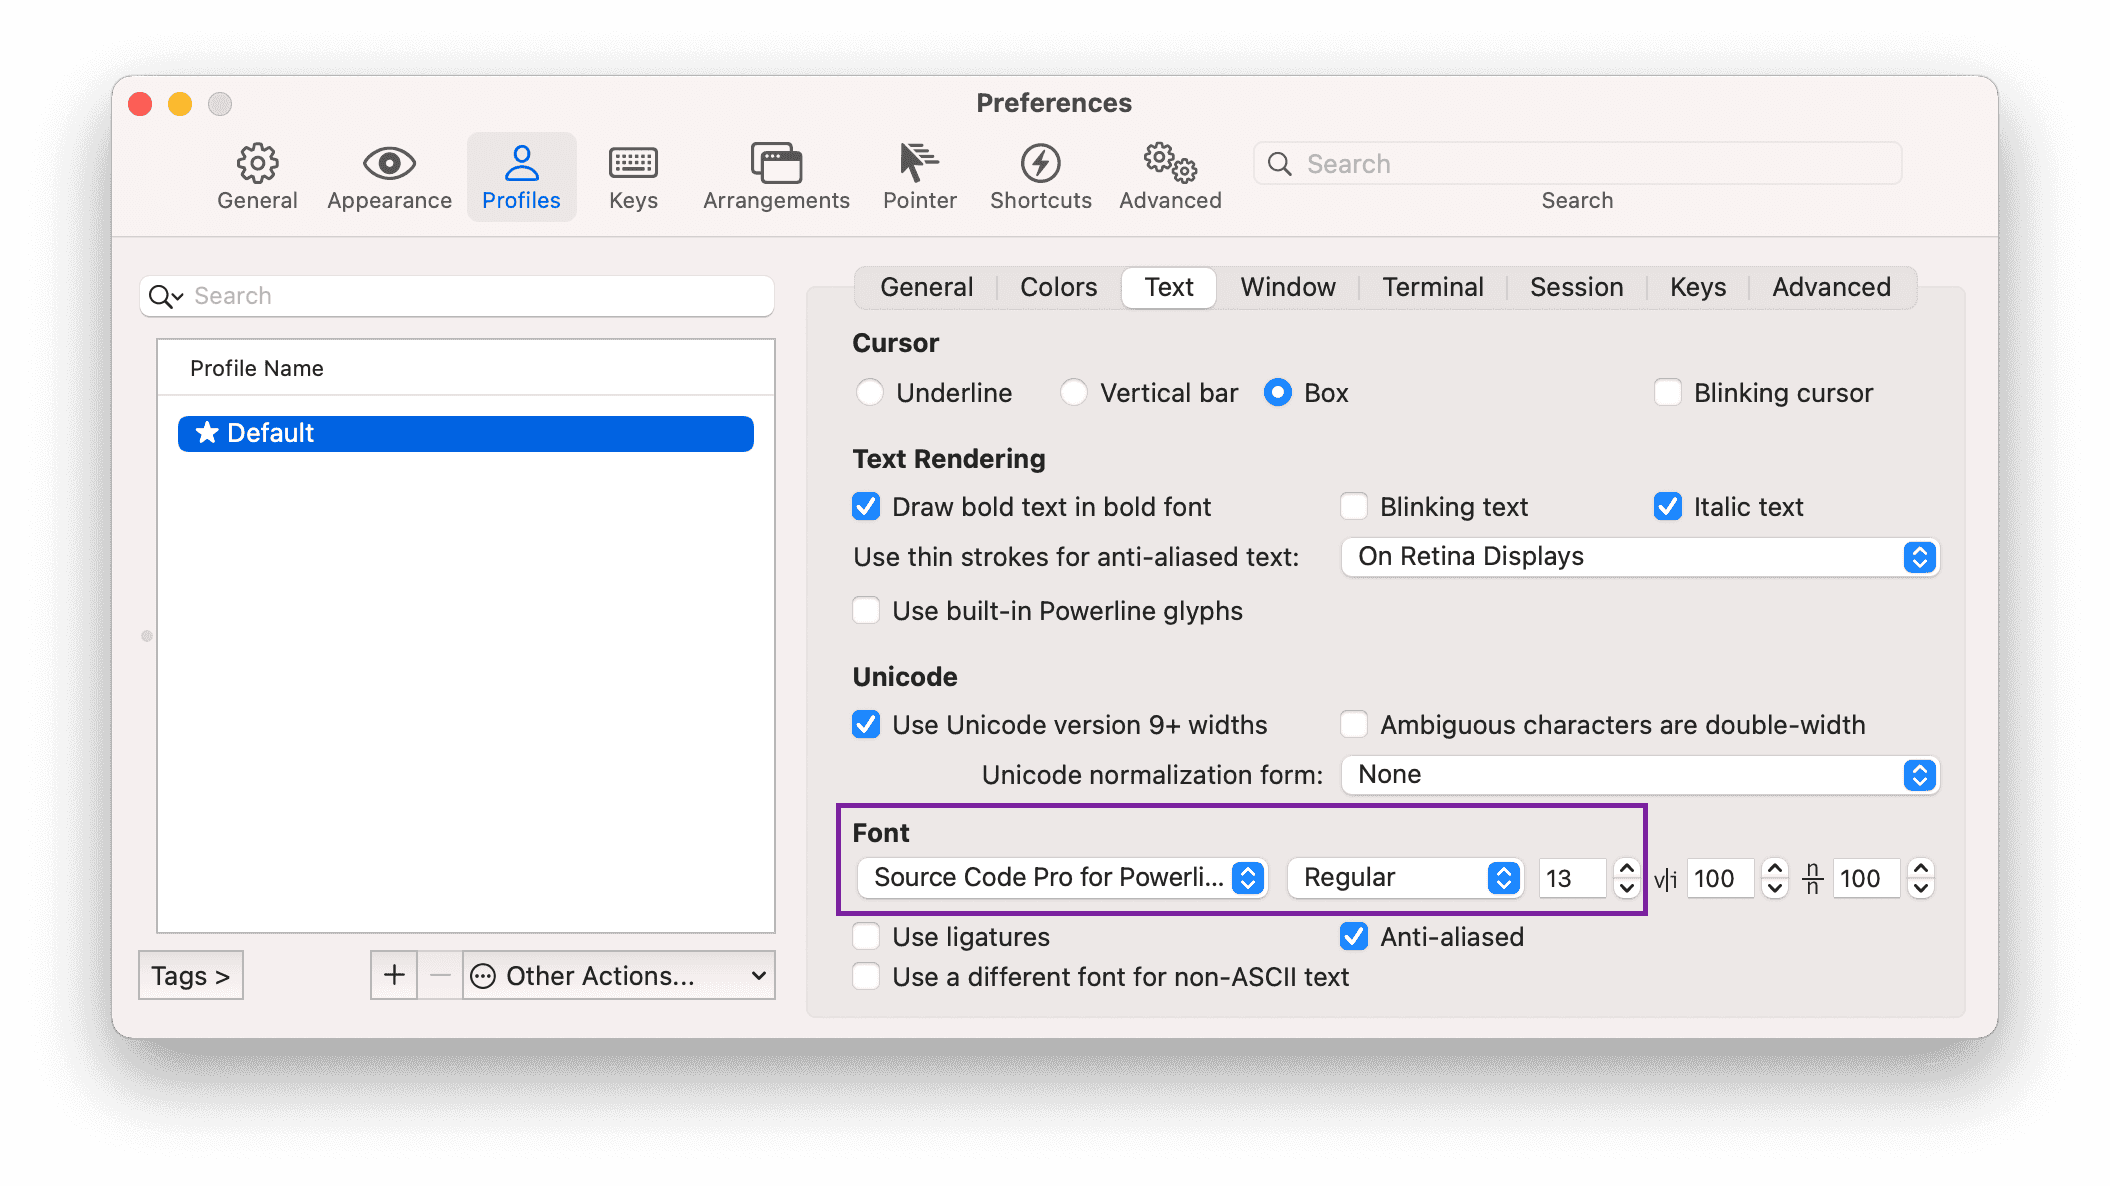 Preferences
General Appearance Profiles Keys Arrangements Pointer Shortcuts Advanced Search
Search
Search
Profile Name
Default
Tags >
Other Actions...
General Colors Text Window Terminal Session Keys Advanced
Cursor
Underline Vertical bar Box Blinking cursor
Text Rendering
Draw bold text in bold font Blinking text Italic text
Use thin strokes for anti-aliased text: On Retina Displays
Use built-in Powerline glyphs
Unicode
Use Unicode version 9+ widths Ambiguous characters are double-width
Unicode normalization form: None
Font
Source Code Pro for Powerli... Regular 13 v|i 100 n/n 100
Use ligatures Anti-aliased
Use a different font for non-ASCII text